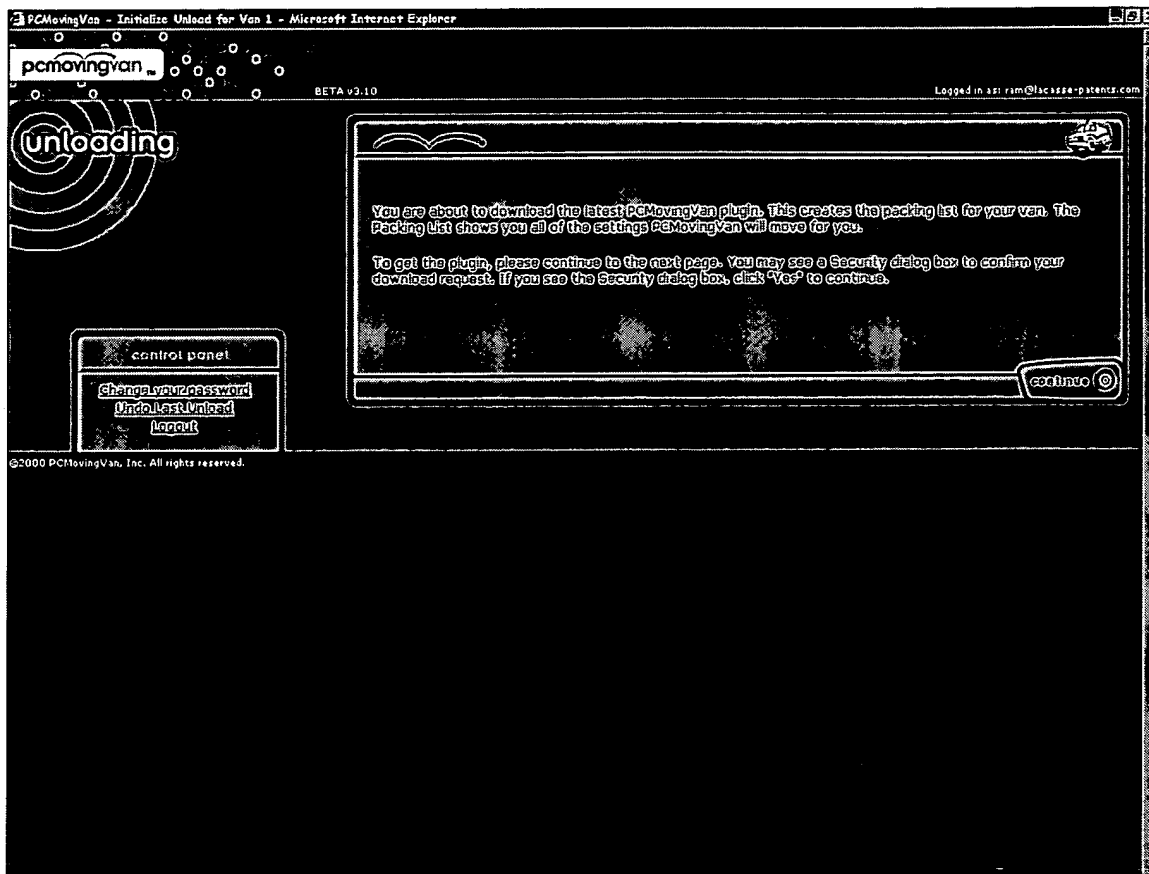 PCMovingVan - Initialize Unload for Van 1 - Microsoft Internet Explorer
pcmovingvan TM
BETA v3.10
Logged in as: ram@lacasse-patents.com
unloading
You are about to download the latest PCMovingVan plugin. This creates the packing list for your van. The
Packing List shows you all of the settings PCMovingVan will move for you.
To get the plugin, please continue to the next page. You may see a Security dialog box to confirm your
download request. If you see the Security dialog box, click "Yes" to continue.
continue
control panel
Change your password
Undo Last Unload
Logout
©2000 PCMovingVan, Inc. All rights reserved.